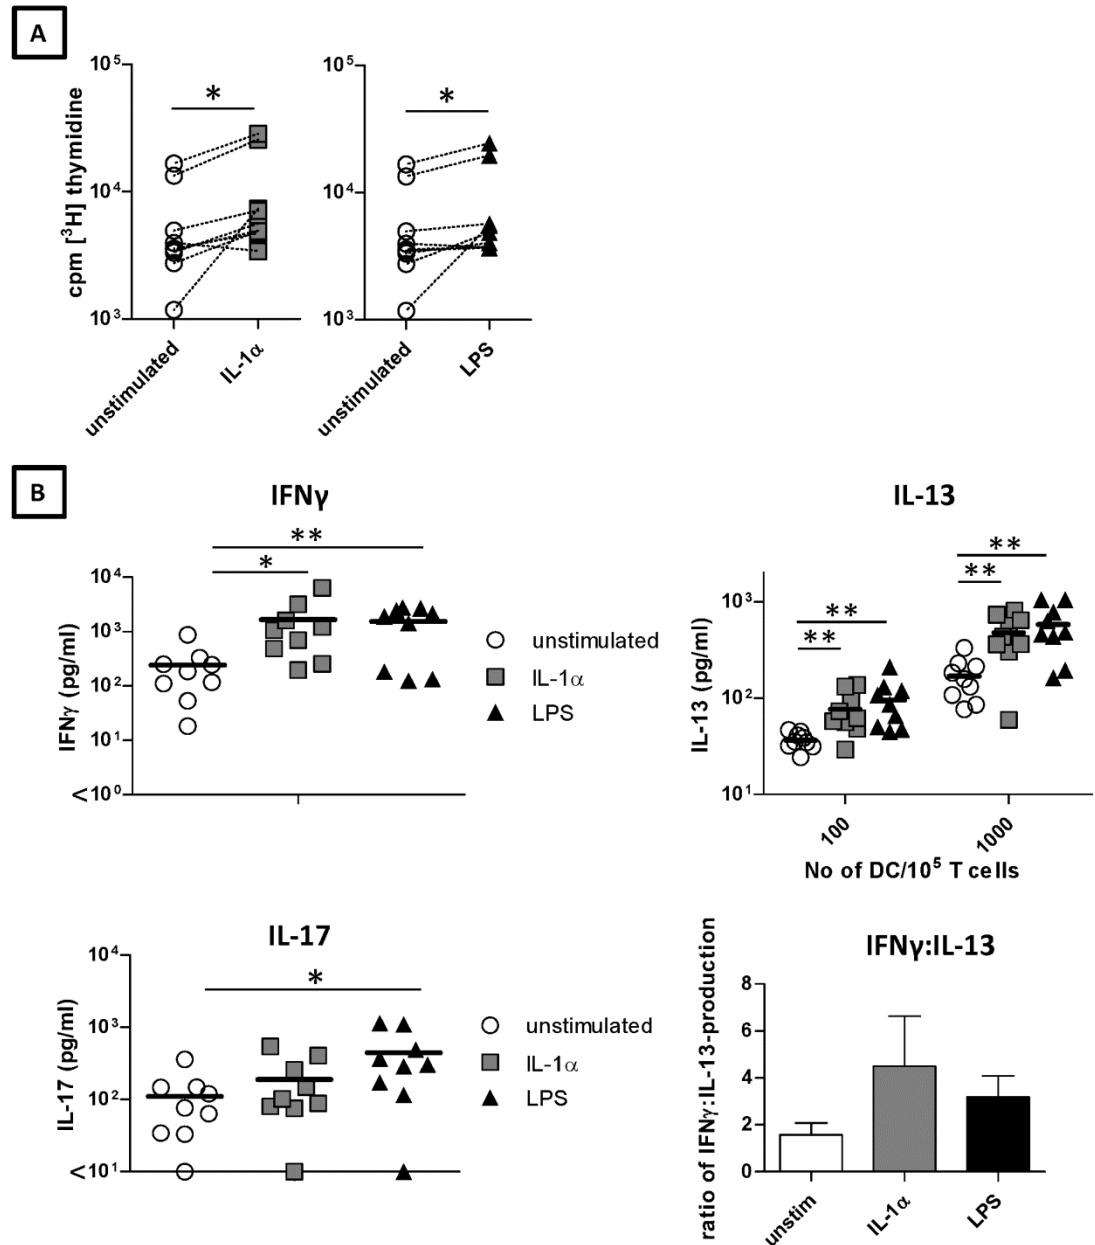 A
10⁵
10⁴
10³
cpm [³H] thymidine
*
unstimulated
IL-1α
10⁵
10⁴
10³
*
unstimulated
LPS
B
IFNγ
**
*
10⁴
10³
10²
10¹
<10⁰
IFNγ (pg/ml)
unstimulated
IL-1α
LPS
IL-13
**
**
**
**
10³
10²
10¹
IL-13 (pg/ml)
100
1000
No of DC/10⁵ T cells
IL-17
*
10⁴
10³
10²
<10¹
IL-17 (pg/ml)
unstimulated
IL-1α
LPS
IFNγ:IL-13
8
6
4
2
0
ratio of IFNγ:IL-13-production
unstim
IL-1α
LPS